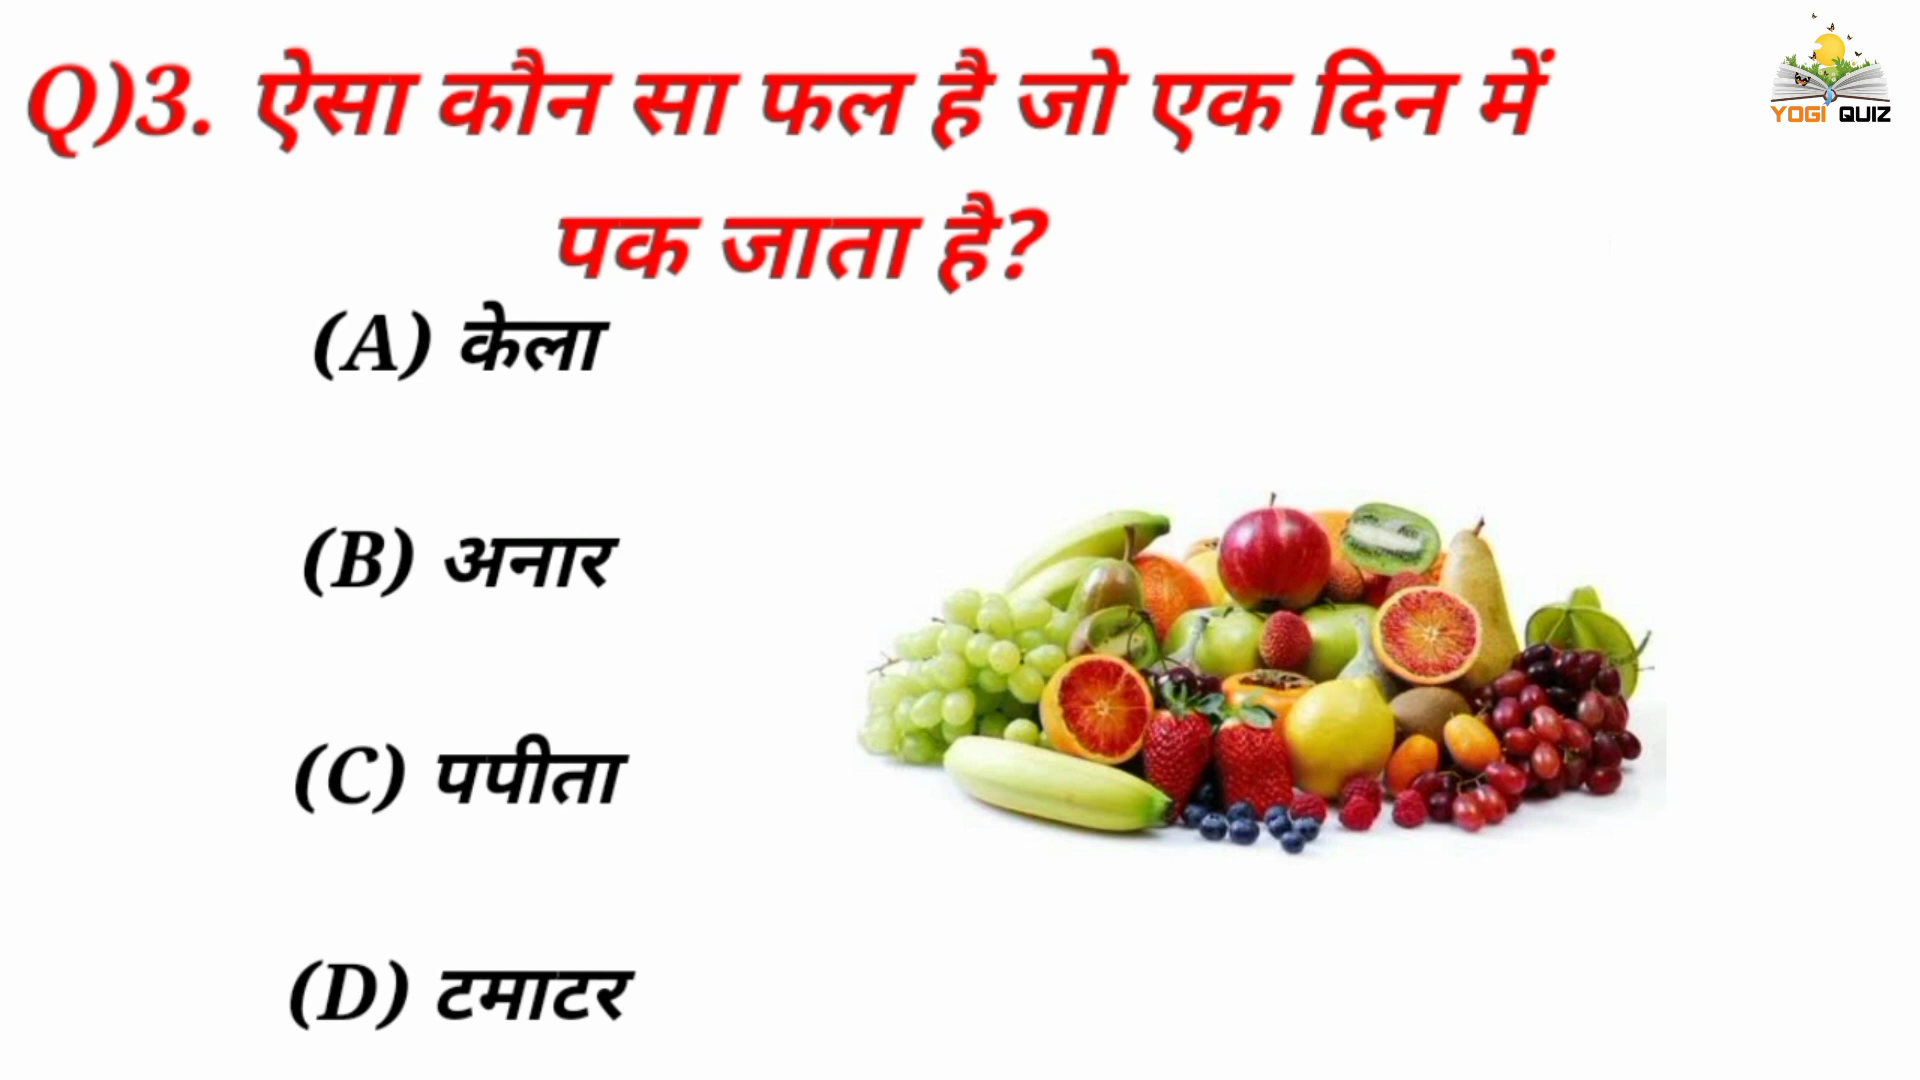 Q)3. ऐसा कौन सा फल है जो एक दिन में
पक जाता है?
(A) केला
(B) अनार
(C) पपीता
(D) टमाटर
YOGI QUIZ